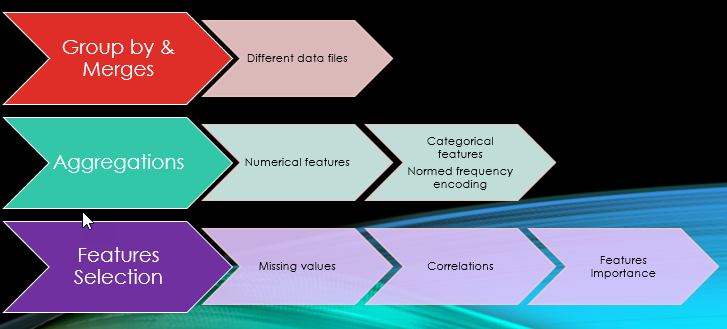 Group by &
Merges
Different data files
Aggregations
Numerical features
Categorical
features
Normed frequency
encoding
Features
Selection
Missing values
Correlations
Features
Importance